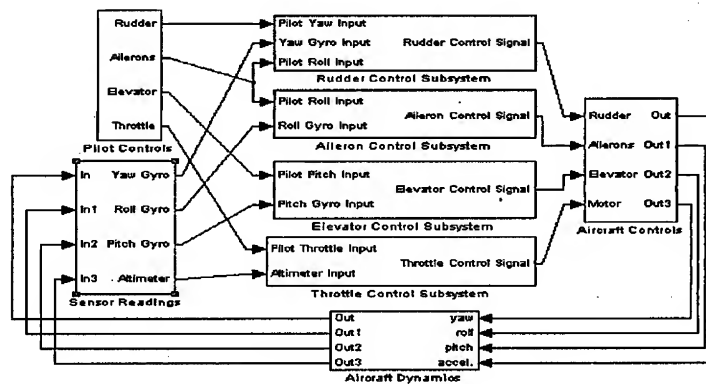 Rudder
Ailerons
Elevator
Throttle
Pilot Controls
Pilot Yaw Input
Yaw Gyro Input
Pilot Roll Input
Rudder Control Signal
Rudder Control Subsystem
Pilot Roll Input
Roll Gyro Input
Aileron Control Signal
Aileron Control Subsystem
Pilot Pitch Input
Pitch Gyro Input
Elevator Control Signal
Elevator Control Subsystem
Pilot Throttle Input
Altimeter Input
Throttle Control Signal
Throttle Control Subsystem
Rudder Out
Ailerons Out1
Elevator Out2
Motor Out3
Aircraft Controls
In Yaw Gyro
In1 Roll Gyro
In2 Pitch Gyro
In3 Altimeter
Sensor Readings
Out yaw
Out1 roll
Out2 pitch
Out3 accel.
Aircraft Dynamics